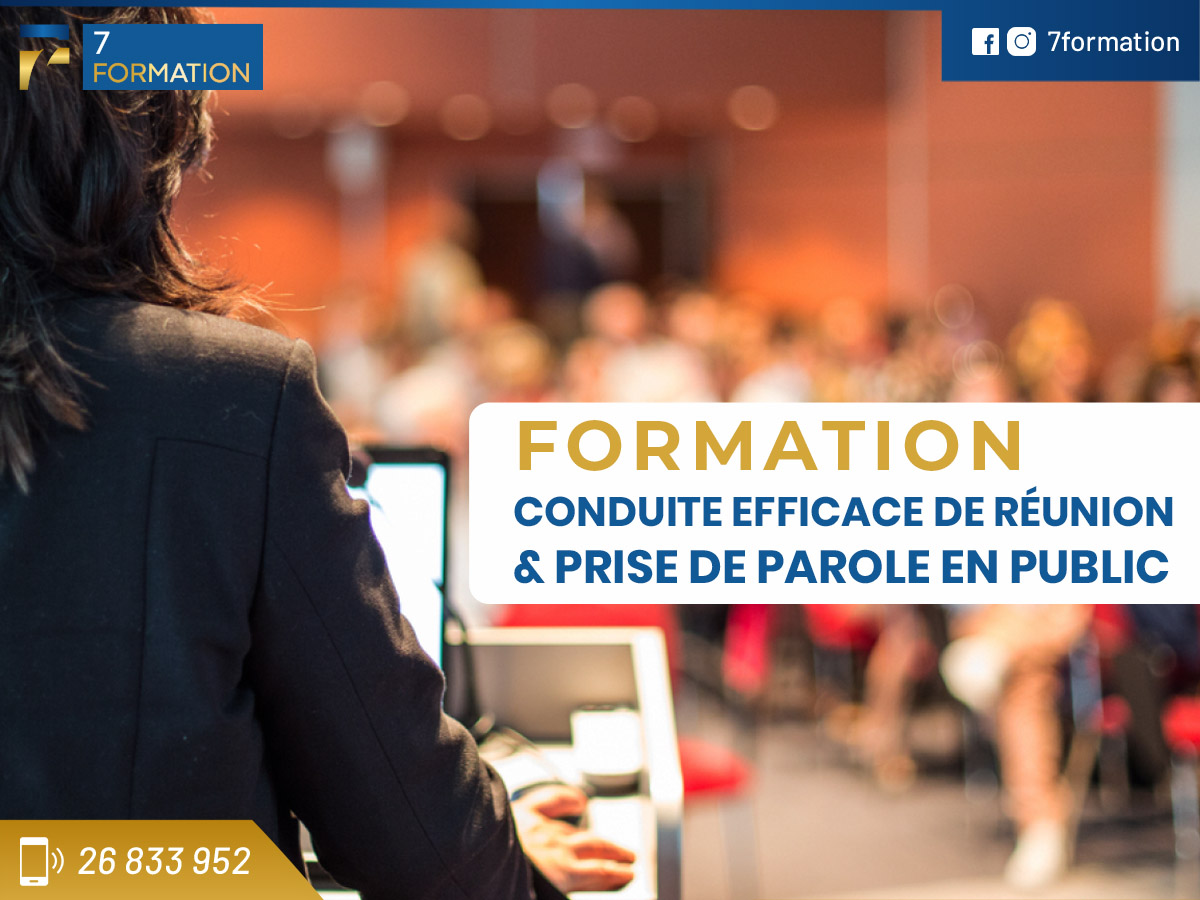 7
FORMATION
7formation
FORMATION
CONDUITE EFFICACE DE RÉUNION
& PRISE DE PAROLE EN PUBLIC
26 833 952